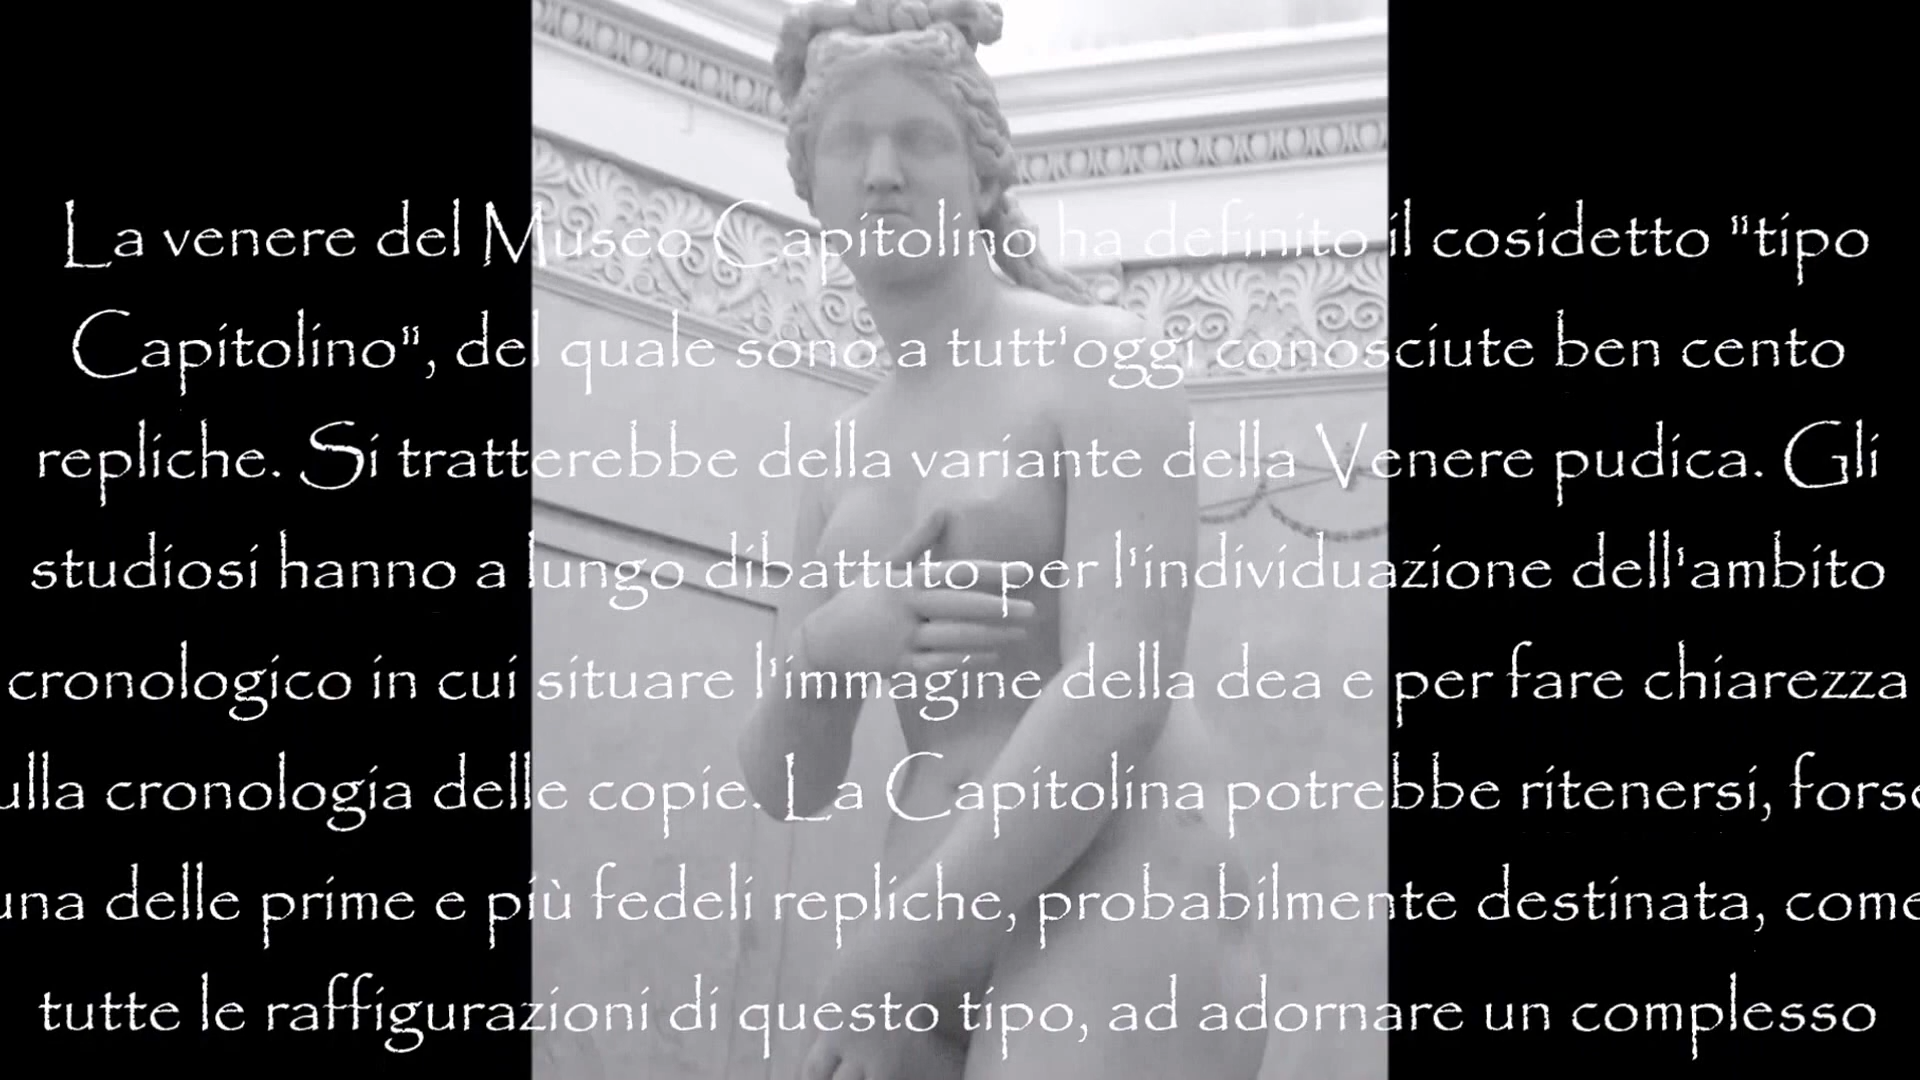 La venere del Museo Capitolino ha definito il cosidetto "tipo
Capitolino", del quale sono a tutt'oggi conosciute ben cento
repliche. Si tratterebbe della variante della Venere pudica. Gli
studiosi hanno a lungo dibattuto per l'individuazione dell'ambito
cronologico in cui situare l'immagine della dea e per fare chiarezza
ulla cronologia delle copie. La Capitolina potrebbe ritenersi, forse
una delle prime e più fedeli repliche, probabilmente destinata, come
tutte le raffigurazioni di questo tipo, ad adornare un complesso